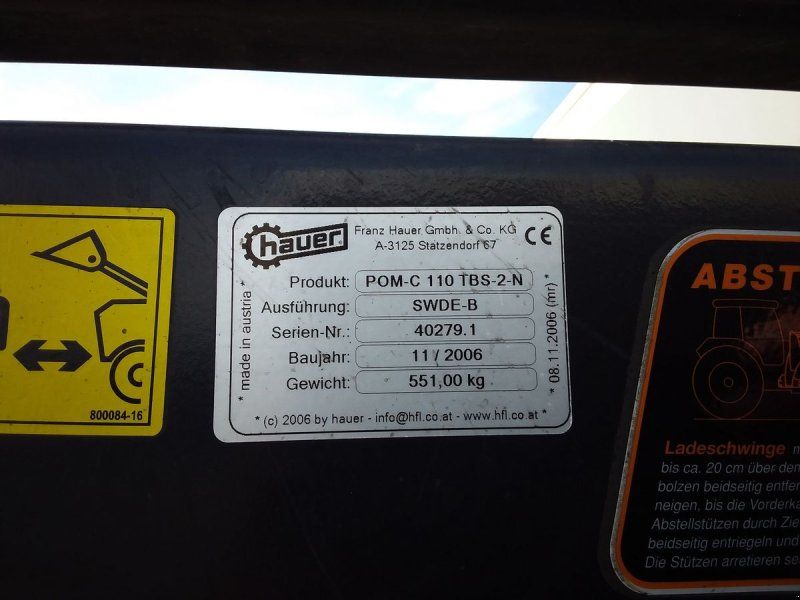 hauer
Franz Hauer Gmbh. & Co. KG
A-3125 Statzendorf 67
CE
Produkt: POM-C 110 TBS-2-N
Ausführung: SWDE-B
Serien-Nr.: 40279.1
Baujahr: 11 / 2006
Gewicht: 551,00 kg
* made in austria *
* 08.11.2006 (mr) *
* (c) 2006 by hauer - info@hfl.co.at - www.hfl.co.at *
800084-16
ABST
Ladeschwinge m
bis ca. 20 cm über de
bolzen beidseitig entfe
neigen, bis die Vorderka
Abstellstützen durch Zie
beidseitig entriegeln und
Die Stützen arretieren se